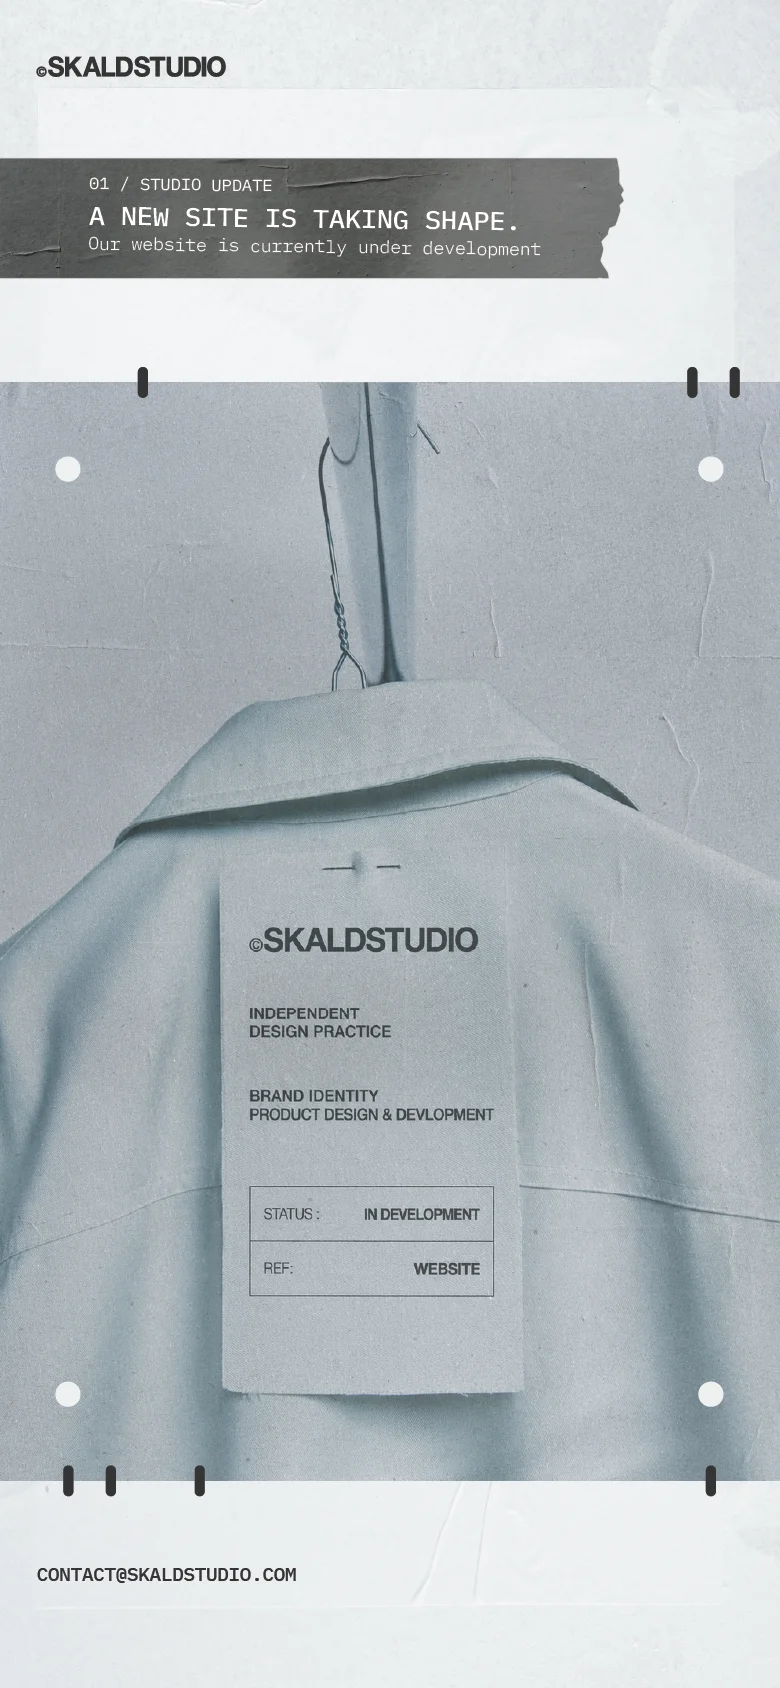 ©SKALDSTUDIO
01 / STUDIO UPDATE
A NEW SITE IS TAKING SHAPE.
Our website is currently under development
©SKALDSTUDIO
INDEPENDENT
DESIGN PRACTICE
BRAND IDENTITY
PRODUCT DESIGN & DEVLOPMENT
STATUS : IN DEVELOPMENT
REF: WEBSITE
CONTACT@SKALDSTUDIO.COM